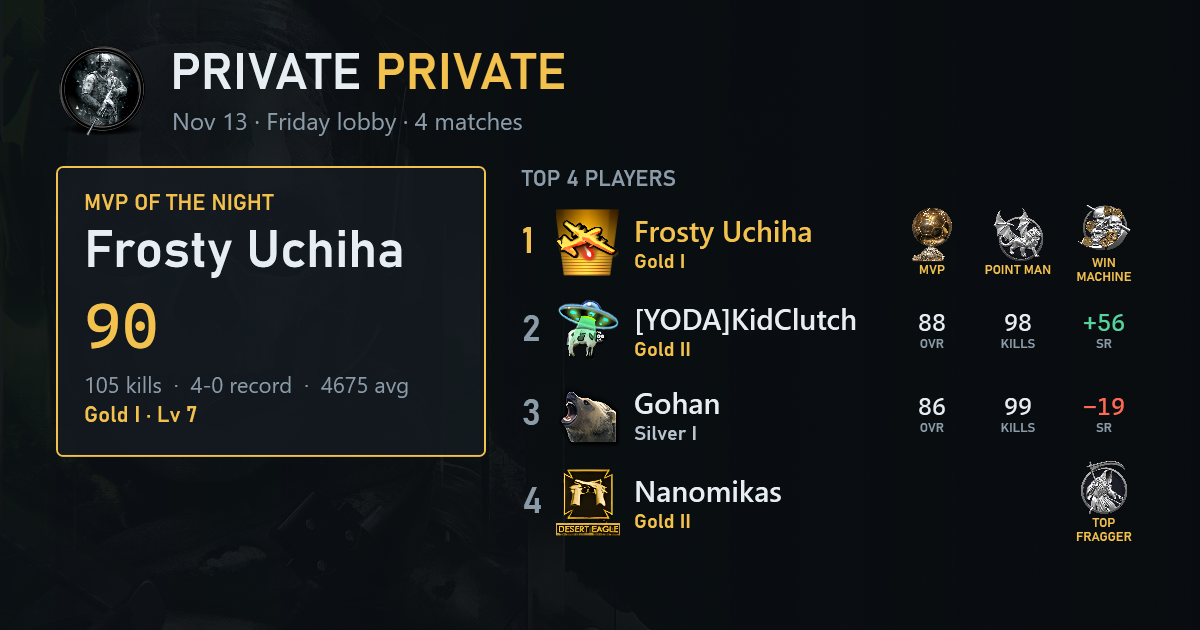 PRIVATE PRIVATE
Nov 13 · Friday lobby · 4 matches
MVP OF THE NIGHT
Frosty Uchiha
90
105 kills · 4-0 record · 4675 avg
Gold I · Lv 7
TOP 4 PLAYERS
1
Frosty Uchiha
Gold I
MVP
POINT MAN
WIN
MACHINE
2
[YODA]KidClutch
Gold II
88
OVR
98
KILLS
+56
SR
3
Gohan
Silver I
86
OVR
99
KILLS
−19
SR
4
DESERT EAGLE
Nanomikas
Gold II
TOP
FRAGGER